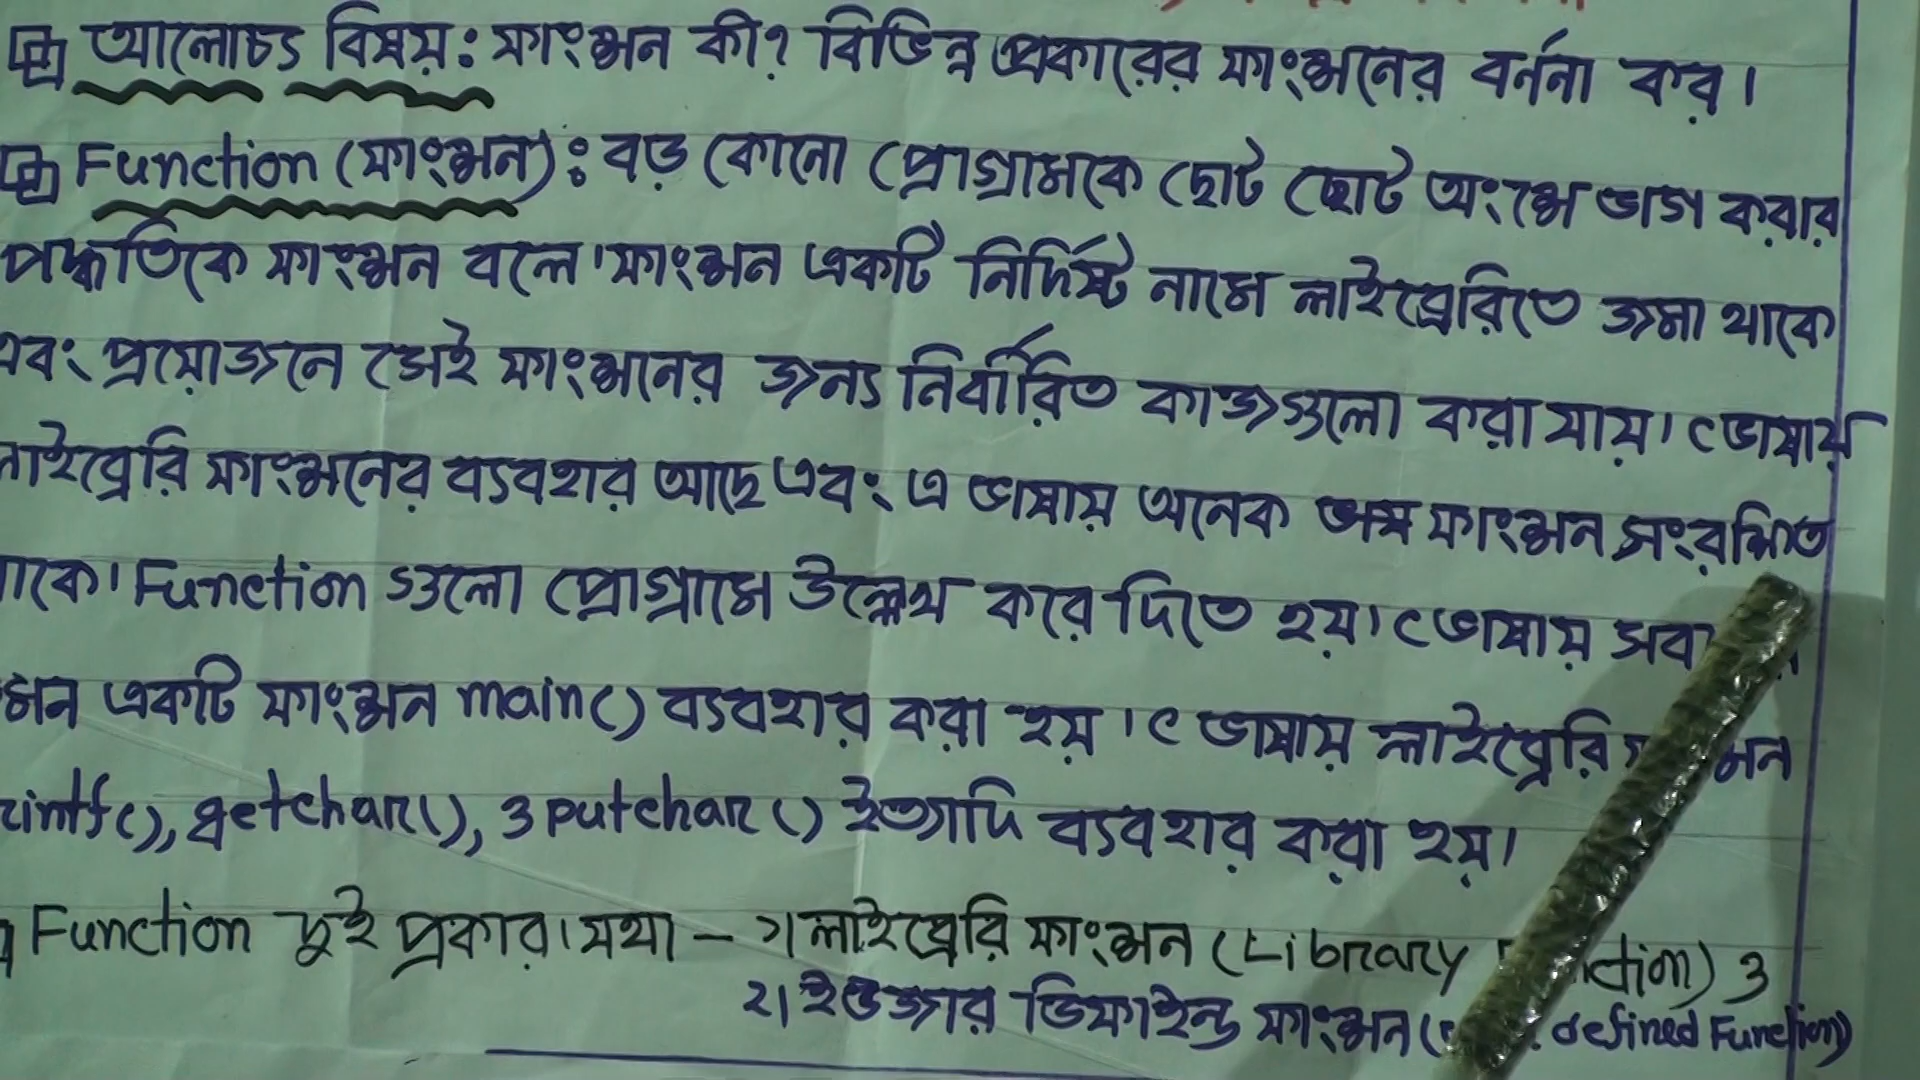 আলোচ্য বিষয়: ফাংশন কী? বিভিন্ন প্রকারের ফাংশনের বর্ননা কর।
Function (ফাংশন): বড় কোনো প্রোগ্রামকে ছোট ছোট অংশে ভাগ করার
পদ্ধতিকে ফাংশন বলে। ফাংশন একটি নির্দিষ্ট নামে লাইব্রেরিতে জমা থাকে
এবং প্রয়োজনে সেই ফাংশনের জন্য নির্ধারিত কাজগুলো করা যায়। C ভাষায়
লাইব্রেরি ফাংশনের ব্যবহার আছে এবং এ ভাষায় অনেক ফাংশন সংরক্ষিত
থাকে। Function গুলো প্রোগ্রামে উল্লেখ করে দিতে হয়। C ভাষায়
একটি ফাংশন main() ব্যবহার করা হয়। C ভাষায় লাইব্রেরি
getchar(), ও putchar() ইত্যাদি ব্যবহার করা হয়।
Function দুই প্রকার। যথা – ১। লাইব্রেরি ফাংশন (Library Function) ও
২। ইউজার ডিফাইন্ড ফাংশন ( defined Function)